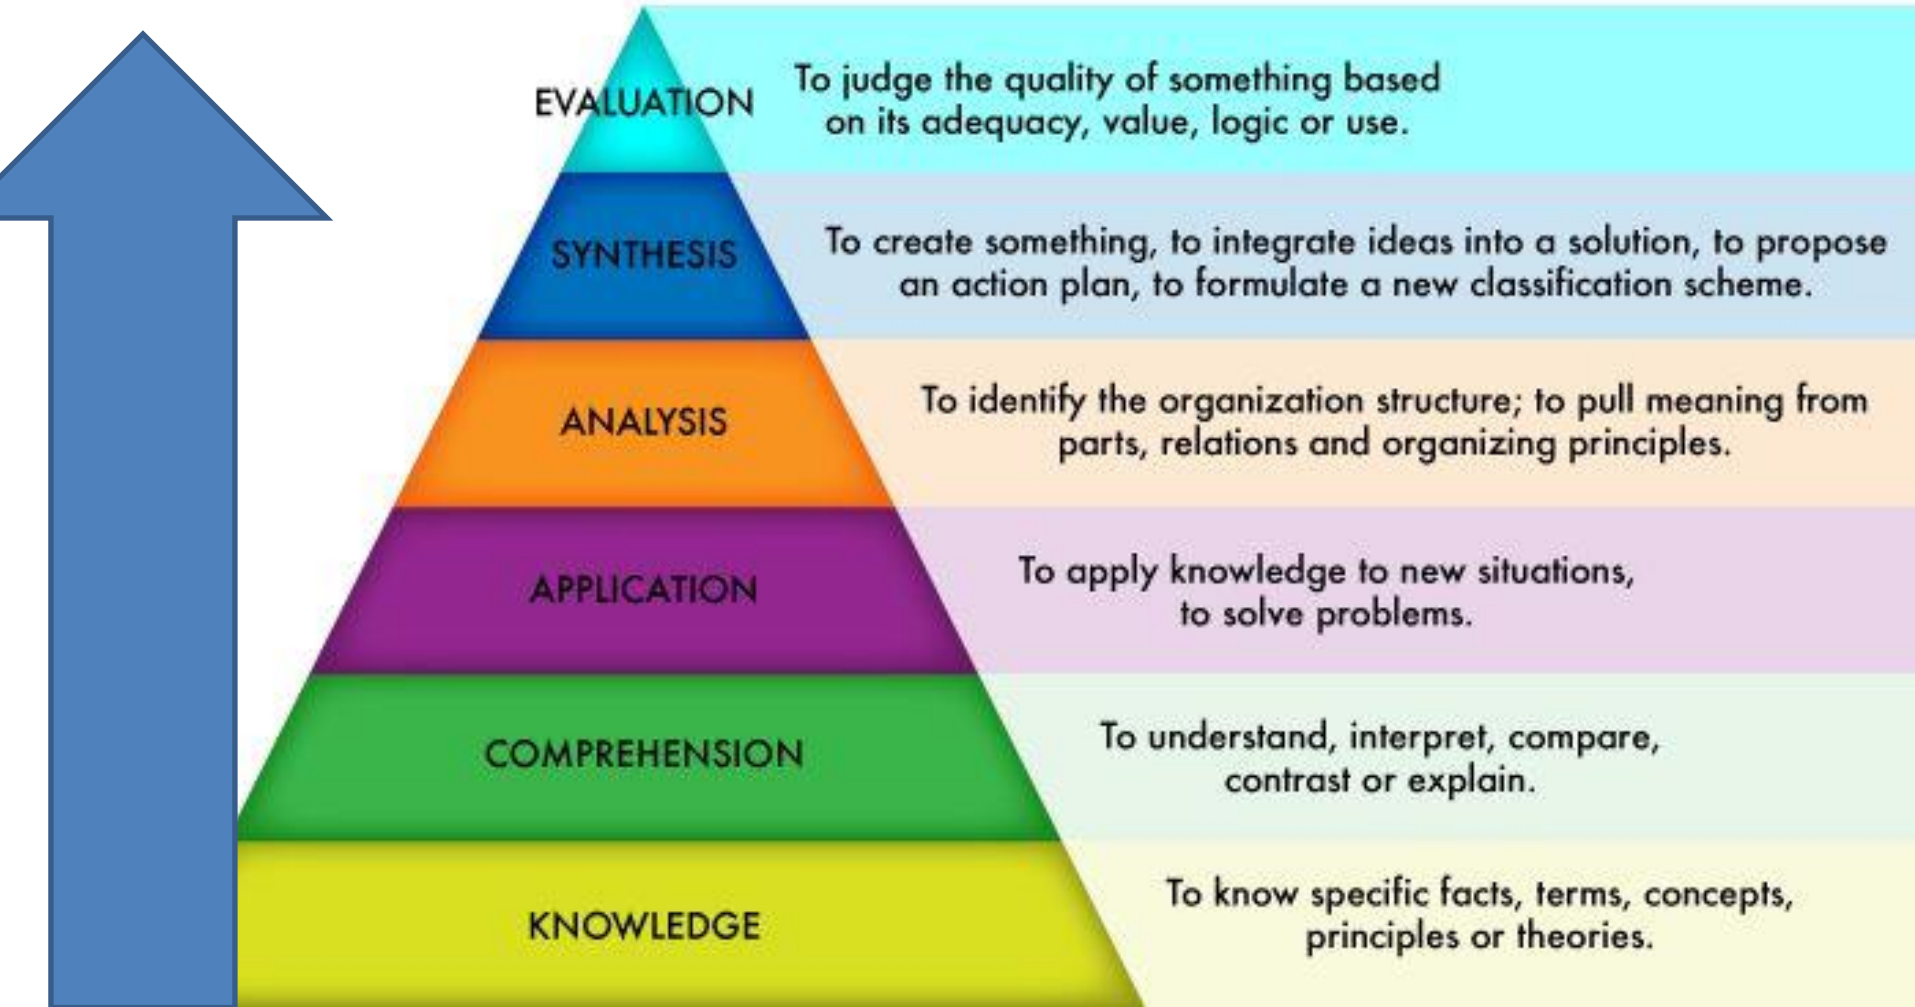 EVALUATION
To judge the quality of something based
on its adequacy, value, logic or use.
SYNTHESIS
To create something, to integrate ideas into a solution, to propose
an action plan, to formulate a new classification scheme.
ANALYSIS
To identify the organization structure; to pull meaning from
parts, relations and organizing principles.
APPLICATION
To apply knowledge to new situations,
to solve problems.
COMPREHENSION
To understand, interpret, compare,
contrast or explain.
KNOWLEDGE
To know specific facts, terms, concepts,
principles or theories.